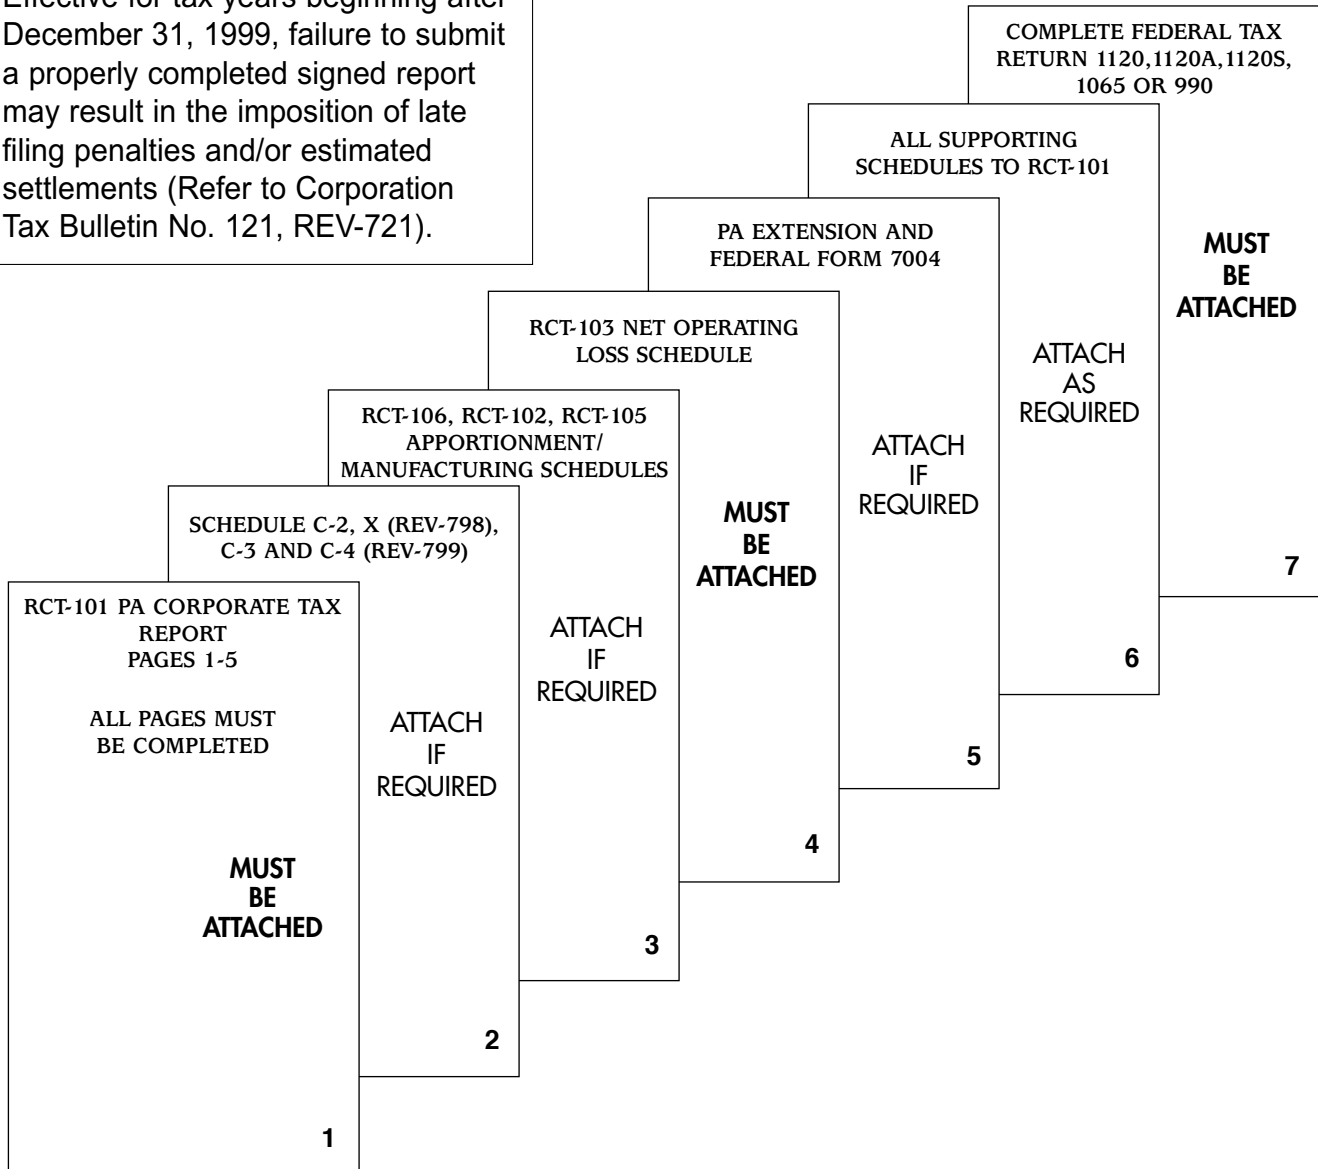 Effective for tax years beginning after
December 31, 1999, failure to submit
a properly completed signed report
may result in the imposition of late
filing penalties and/or estimated
settlements (Refer to Corporation
Tax Bulletin No. 121, REV-721).
RCT-101 PA CORPORATE TAX
REPORT
PAGES 1-5
ALL PAGES MUST
BE COMPLETED
MUST
BE
ATTACHED
1
SCHEDULE C-2, X (REV-798),
C-3 AND C-4 (REV-799)
ATTACH
IF
REQUIRED
2
RCT-106, RCT-102, RCT-105
APPORTIONMENT/
MANUFACTURING SCHEDULES
ATTACH
IF
REQUIRED
3
RCT-103 NET OPERATING
LOSS SCHEDULE
MUST
BE
ATTACHED
4
PA EXTENSION AND
FEDERAL FORM 7004
ATTACH
IF
REQUIRED
5
ALL SUPPORTING
SCHEDULES TO RCT-101
ATTACH
AS
REQUIRED
6
COMPLETE FEDERAL TAX
RETURN 1120,1120A,1120S,
1065 OR 990
MUST
BE
ATTACHED
7